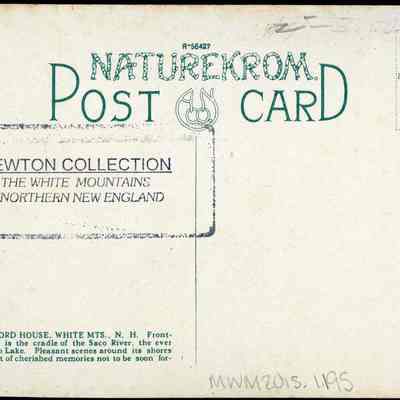 A-56427
NATUREKROM
POST CARD
EWTON COLLECTION
THE WHITE MOUNTAINS
NORTHERN NEW ENGLAND
ORD HOUSE, WHITE MTS., N. H. Front-
is the cradle of the Saco River, the ever
o Lake. Pleasant scenes around its shores
t of cherished memories not to be soon for-
MWM2015.1.195